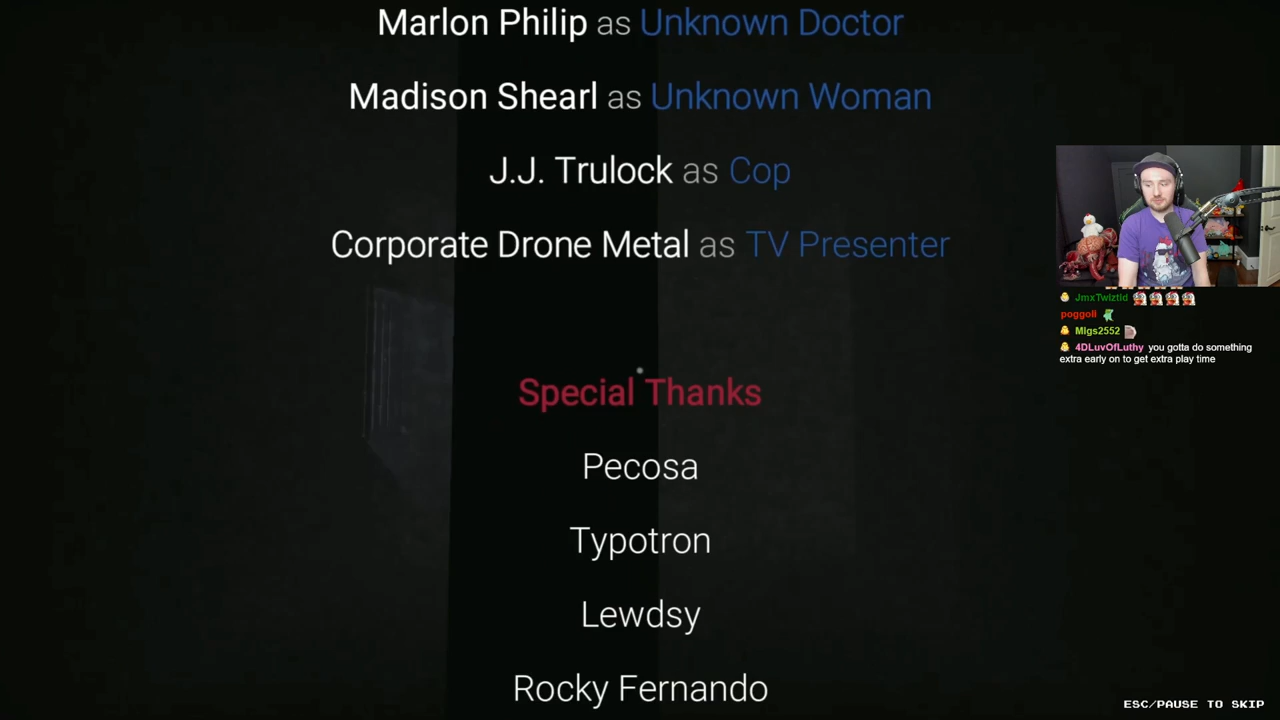 Marlon Philip as Unknown Doctor
Madison Shearl as Unknown Woman
J.J. Trulock as Cop
Corporate Drone Metal as TV Presenter
Special Thanks
Pecosa
Typotron
Lewdsy
Rocky Fernando
JmxTwiztid
poggoli
Mlgs2552
4DLuvOfLuthy you gotta do something
extra early on to get extra play time
ESC/PAUSE TO SKIP